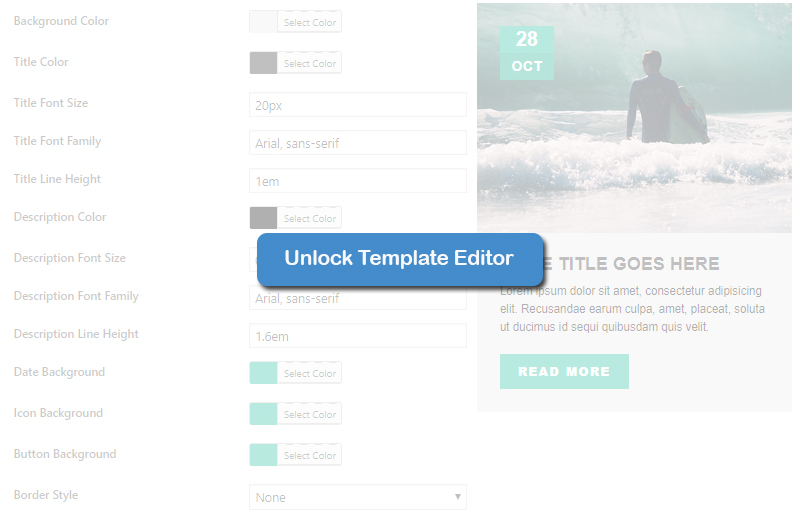 Background Color
Select Color
Title Color
Select Color
Title Font Size
20px
Title Font Family
Arial, sans-serif
Title Line Height
1em
Description Color
Select Color
Description Font Size
Description Font Family
Arial, sans-serif
Description Line Height
1.6em
Date Background
Select Color
Icon Background
Select Color
Button Background
Select Color
Border Style
None
Unlock Template Editor
28
OCT
TITLE GOES HERE
Lorem ipsum dolor sit amet, consectetur adipisicing
elit. Recusandae earum culpa, amet, placeat, soluta
ut ducimus id sequi quibusdam quis velit.
READ MORE